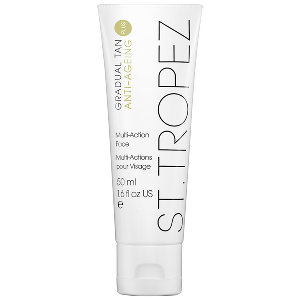 GRADUAL TAN PLUS
ANTI-AGEING
Multi-Action
Face
Multi-Actions
pour Visage
50 ml
1.6 fl oz US
e
ST.TROPEZ